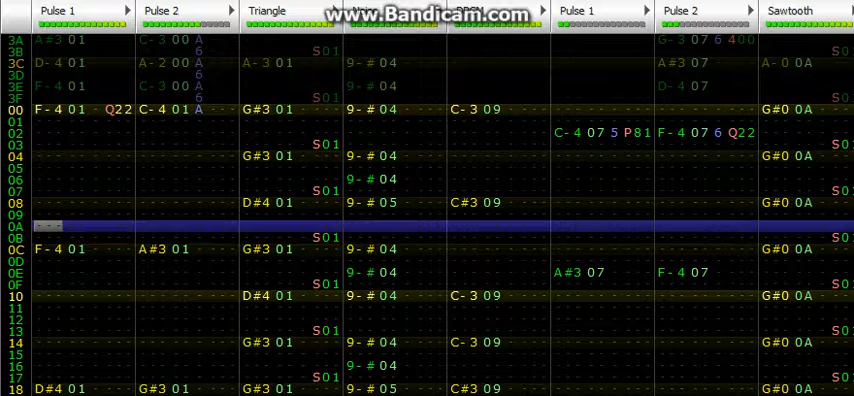 www.Bandicam.com
Pulse 1 Pulse 2 Triangle Noise DPCM Pulse 1 Pulse 2 Sawtooth
3A A#3 01 C-3 00 A G-3 07 6 4 00
3B 6 S01 S01
3C D-4 01 A-2 00 A A-3 01 9-# 04 A#3 07 A-0 0A
3D 6
3E F-4 01 C-3 00 A 9-# 04 D-4 07
3F 6 S01 S01
00 F-4 01 Q22 C-4 01 A G#3 01 9-# 04 C-3 09 G#0 0A
01
02 C-4 07 5 P81 F-4 07 6 Q22
03 S01 S01
04 G#3 01 9-# 04 G#0 0A
05
06 9-# 04
07 S01 S01
08 D#4 01 9-# 05 C#3 09 G#0 0A
09
0A ---
0B S01 S01
0C F-4 01 A#3 01 G#3 01 9-# 04 G#0 0A
0D
0E 9-# 04 A#3 07 F-4 07
0F S01 S01
10 D#4 01 9-# 04 C-3 09 G#0 0A
11
12
13 S01 S01
14 G#3 01 9-# 04 C-3 09 G#0 0A
15
16 9-# 04
17 S01 S01
18 D#4 01 G#3 01 G#3 01 9-# 05 C#3 09 G#0 0A